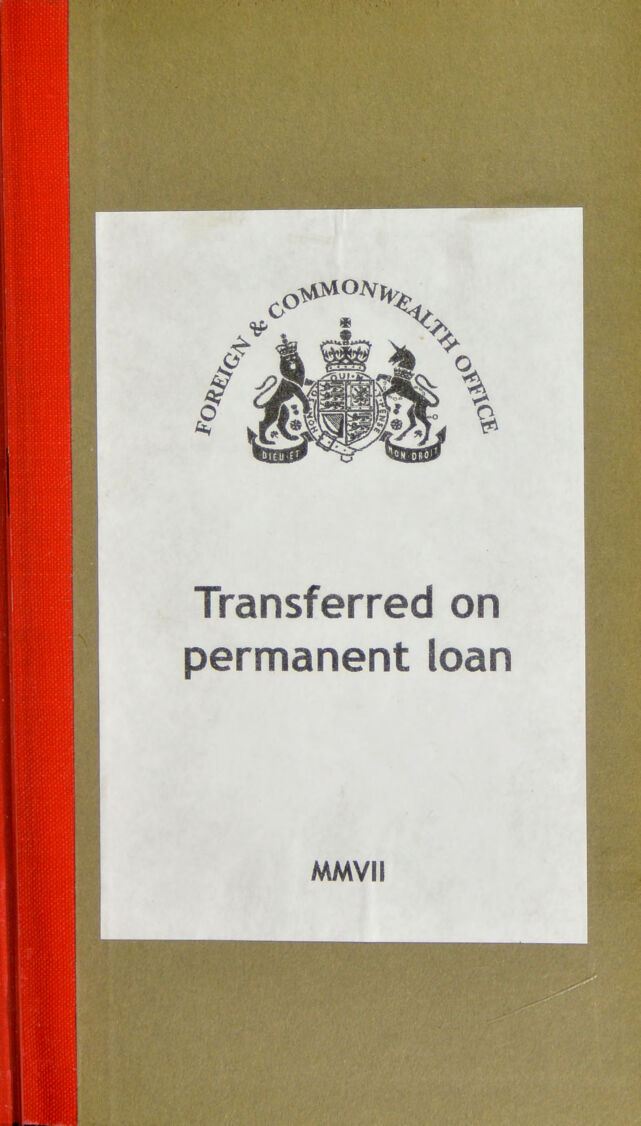 FOREIGN & COMMONWEALTH OFFICE
DIEU ET
MON DROIT
Transferred on
permanent loan
MMVII